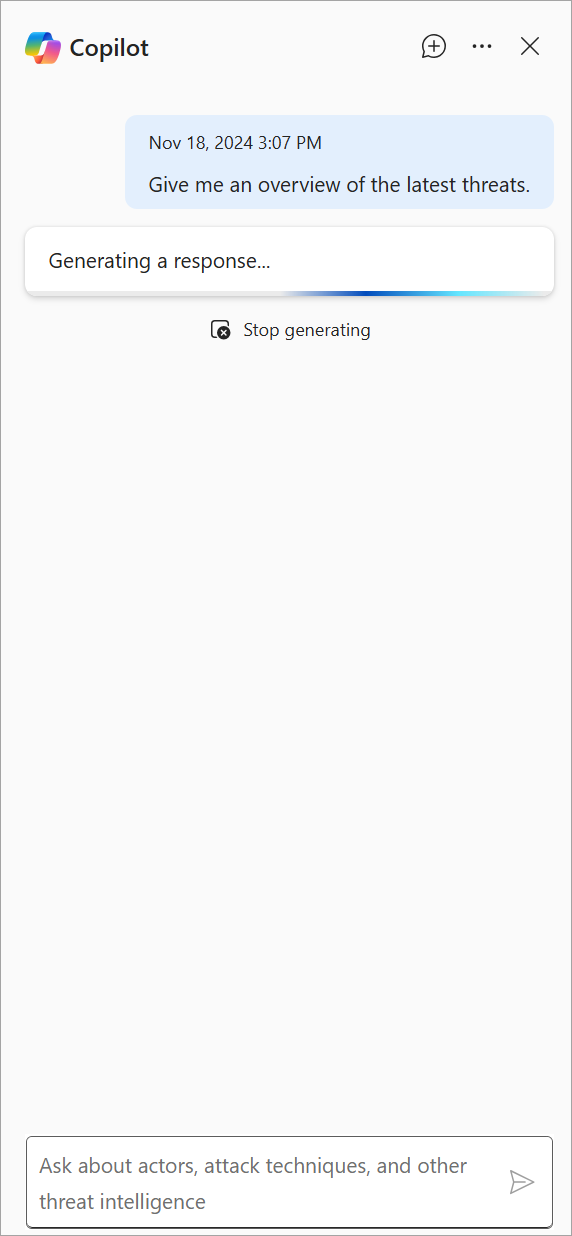 Copilot
Nov 18, 2024 3:07 PM
Give me an overview of the latest threats.
Generating a response...
Stop generating
Ask about actors, attack techniques, and other
threat intelligence